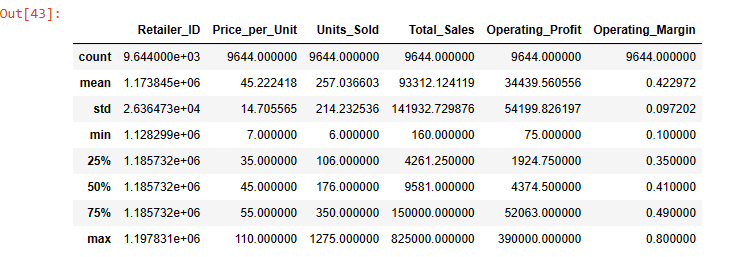 Out[43]:
Retailer_ID Price_per_Unit Units_Sold Total_Sales Operating_Profit Operating_Margin
count 9.644000e+03 9644.000000 9644.000000 9644.000000 9644.000000 9644.000000
mean 1.173845e+06 45.222418 257.036603 93312.124119 34439.560556 0.422972
std 2.636473e+04 14.705565 214.232536 141932.729876 54199.826197 0.097202
min 1.128299e+06 7.000000 6.000000 160.000000 75.000000 0.100000
25% 1.185732e+06 35.000000 106.000000 4261.250000 1924.750000 0.350000
50% 1.185732e+06 45.000000 176.000000 9581.000000 4374.500000 0.410000
75% 1.185732e+06 55.000000 350.000000 150000.000000 52063.000000 0.490000
max 1.197831e+06 110.000000 1275.000000 825000.000000 390000.000000 0.800000